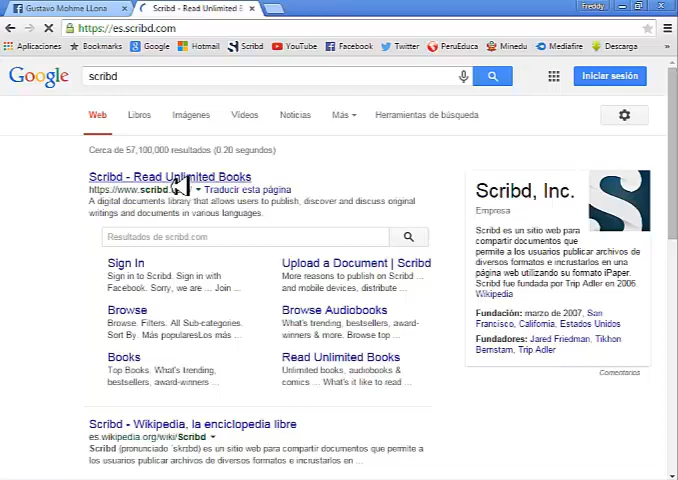 Gustavo Mohme LLona
Scribd - Read Unlimited B
Freddy
https://es.scribd.com
Aplicaciones Bookmarks Google Hotmail Scribd YouTube Facebook Twitter PeruEduca Minedu Mediafire Descarga »
Google scribd Iniciar sesión
Web Libros Imágenes Vídeos Noticias Más Herramientas de búsqueda
Cerca de 57,100,000 resultados (0.20 segundos)
Scribd - Read Unlimited Books
https://www.scribd. Traducir esta página
A digital documents library that allows users to publish, discover and discuss original
writings and documents in various languages.
Resultados de scribd.com
Sign In
Sign in to Scribd. Sign in with
Facebook. Sorry, we are ... Join ...
Upload a Document | Scribd
More reasons to publish on Scribd ...
and mobile devices, distribute ...
Browse
Browse. Filters. All Sub-categories.
Sort By. Más popularesLos más ...
Browse Audiobooks
What's trending, bestsellers, award-
winners & more. Browse top ...
Books
Top Books. What's trending,
bestsellers, award-winners ...
Read Unlimited Books
Unlimited books, audiobooks &
comics ... What's it like to read ...
Scribd - Wikipedia, la enciclopedia libre
es.wikipedia.org/wiki/Scribd
Scribd (pronunciado ˈskrɪbd) es un sitio web para compartir documentos que permite a
los usuarios publicar archivos de diversos formatos e incrustarlos en ...
Scribd, Inc.
Empresa
Scribd es un sitio web para
compartir documentos que
permite a los usuarios publicar archivos de
diversos formatos e incrustarlos en una
página web utilizando su formato iPaper.
Scribd fue fundada por Trip Adler en 2006.
Wikipedia
Fundación: marzo de 2007, San
Francisco, California, Estados Unidos
Fundadores: Jared Friedman, Tikhon
Bernstam, Trip Adler
Comentarios